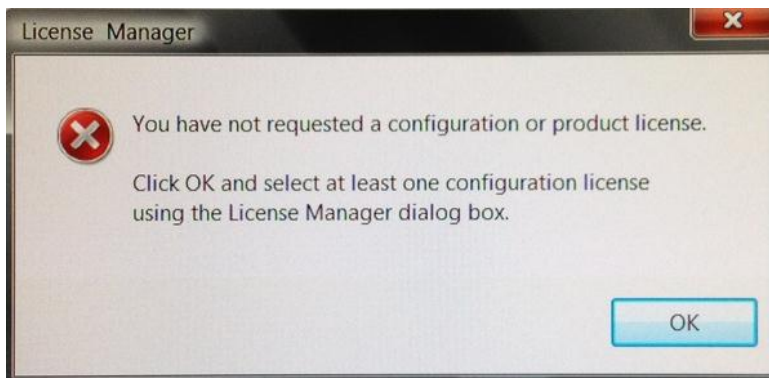 License Manager
You have not requested a configuration or product license.
Click OK and select at least one configuration license
using the License Manager dialog box.
OK